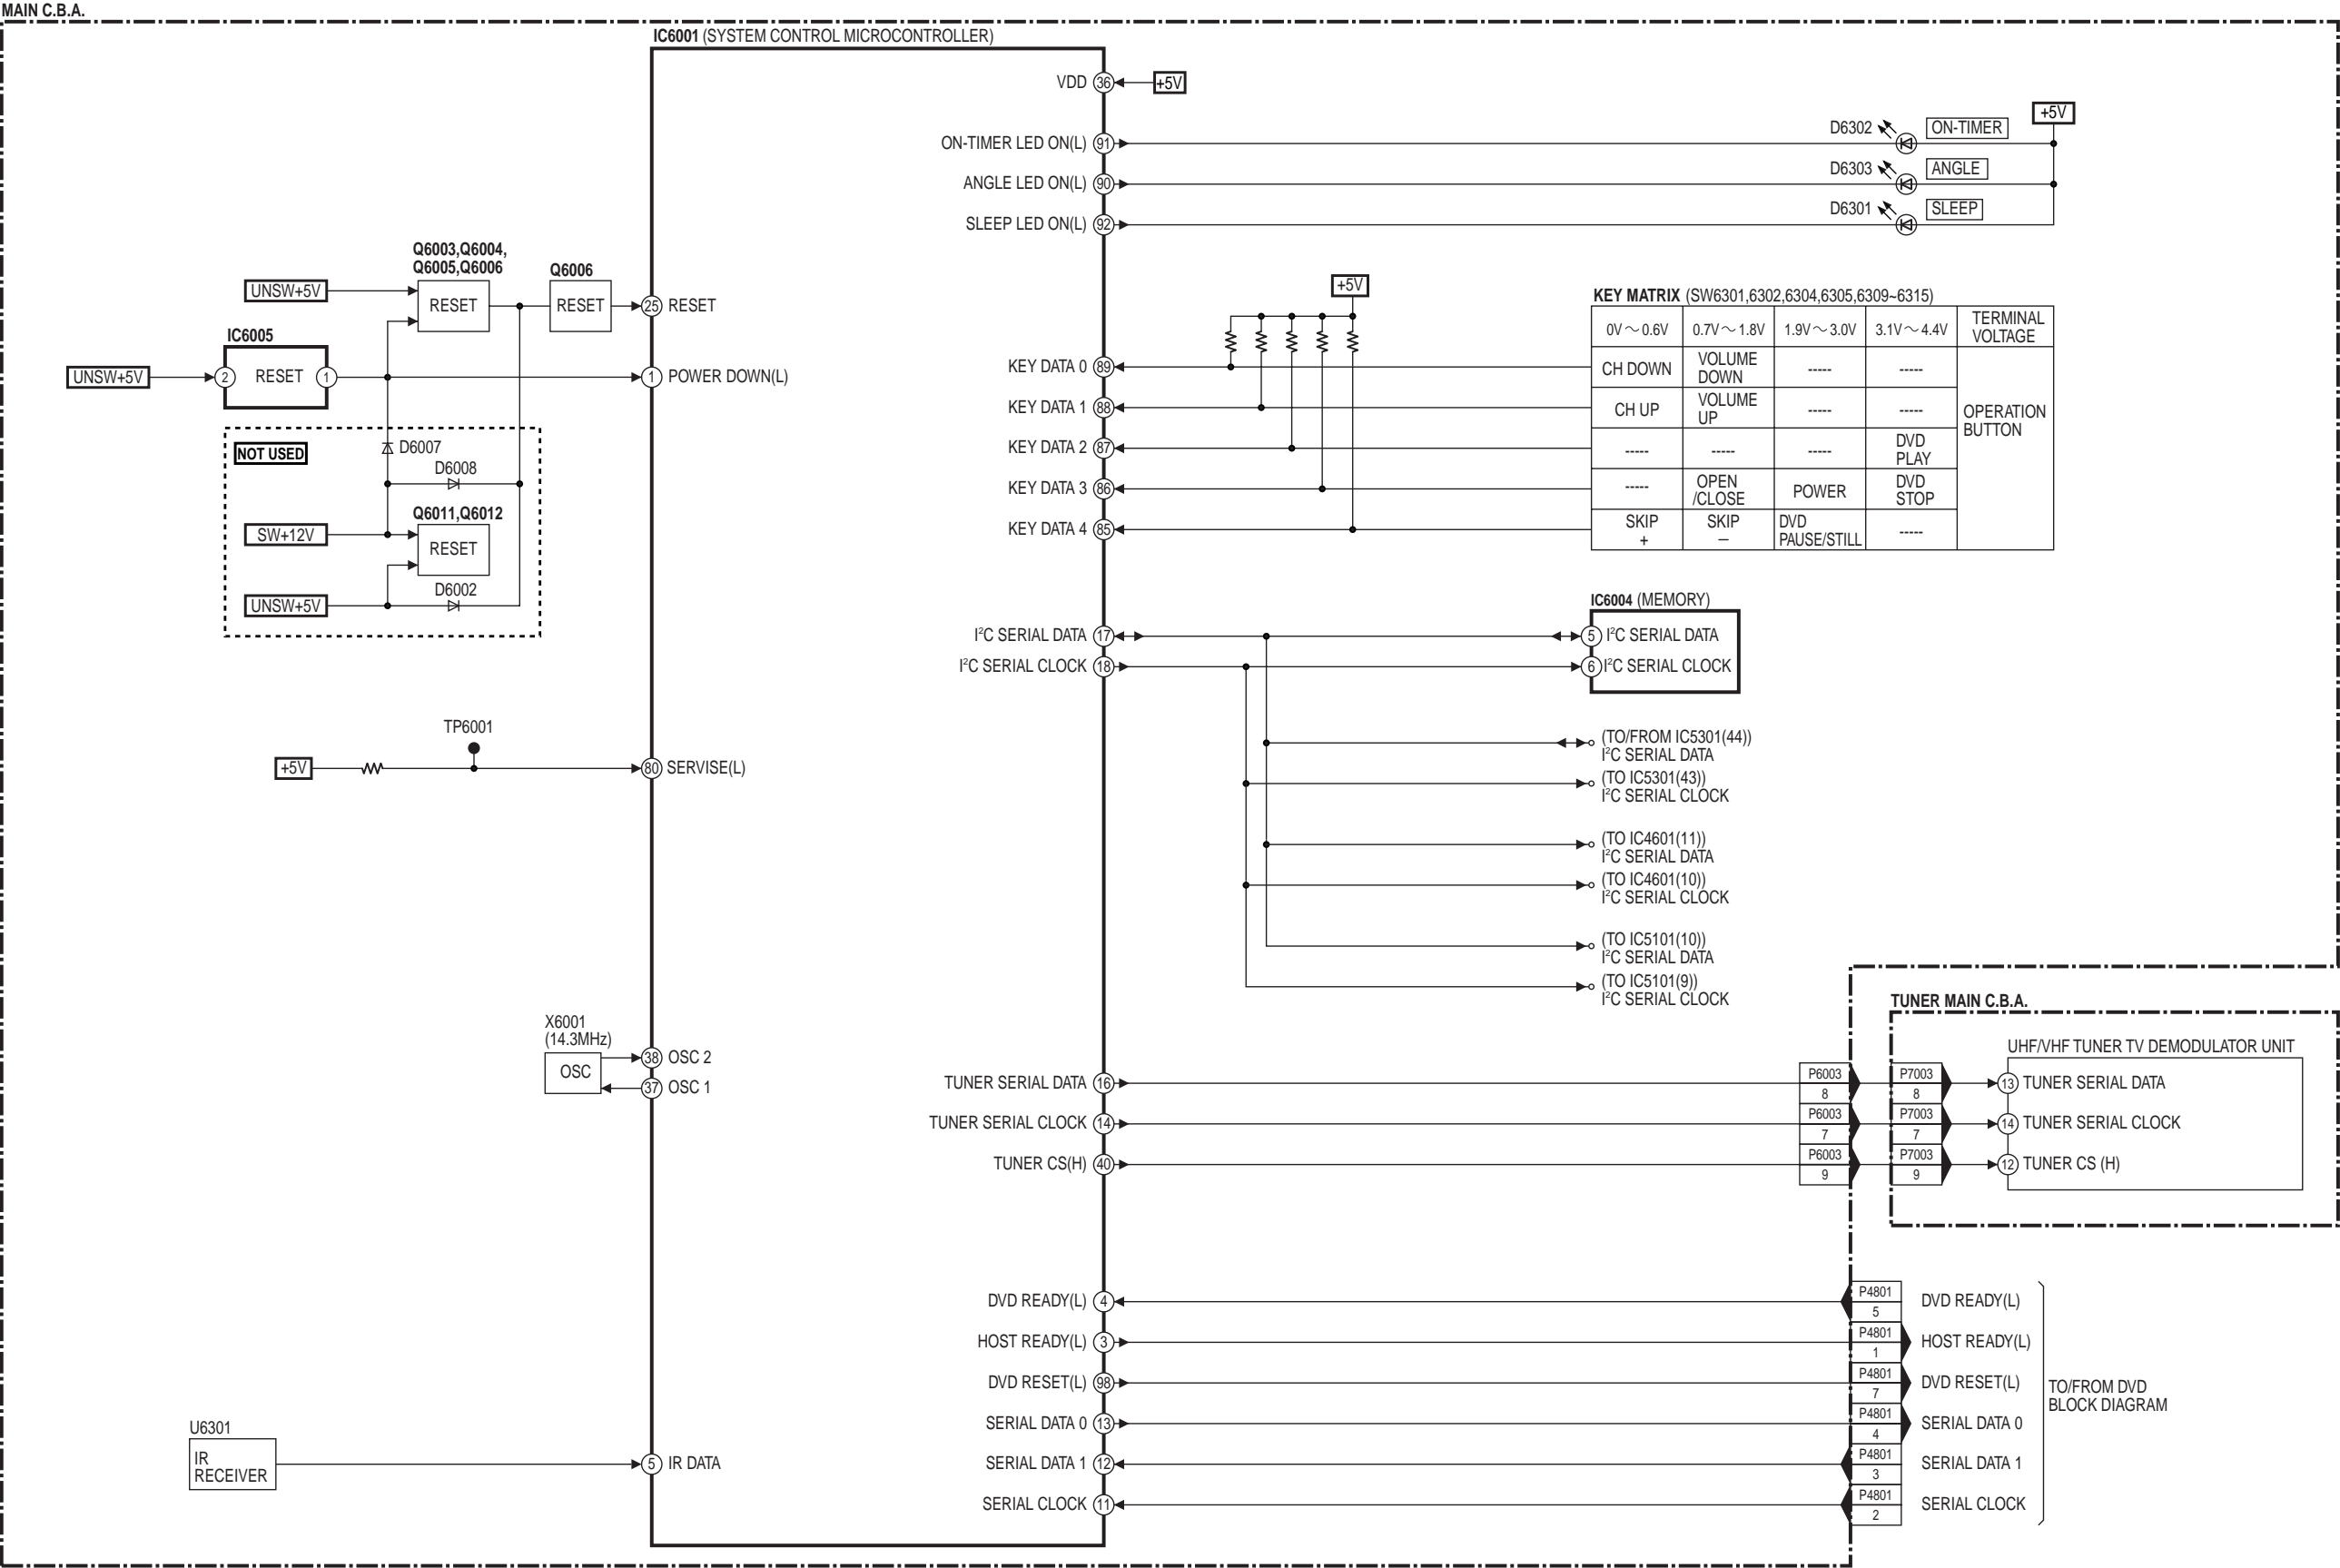 MAIN C.B.A.
IC6001 (SYSTEM CONTROL MICROCONTROLLER)
VDD 36 +5V
+5V
ON-TIMER LED ON(L) 91 D6302 ON-TIMER
ANGLE LED ON(L) 90 D6303 ANGLE
SLEEP LED ON(L) 92 D6301 SLEEP
Q6003,Q6004,
Q6005,Q6006
Q6006
UNSW+5V
RESET
RESET
25 RESET
IC6005
UNSW+5V 2 RESET 1
1 POWER DOWN(L)
NOT USED
D6007
D6008
Q6011,Q6012
SW+12V
RESET
D6002
UNSW+5V
+5V
KEY MATRIX (SW6301,6302,6304,6305,6309~6315)
0V~0.6V 0.7V~1.8V 1.9V~3.0V 3.1V~4.4V TERMINAL
VOLTAGE
KEY DATA 0 89
CH DOWN VOLUME
DOWN ----- -----
KEY DATA 1 88
CH UP VOLUME
UP ----- -----
OPERATION
BUTTON
KEY DATA 2 87
----- ----- ----- DVD
PLAY
KEY DATA 3 86
----- OPEN
/CLOSE POWER DVD
STOP
KEY DATA 4 85
SKIP
+
SKIP
–
DVD
PAUSE/STILL
-----
IC6004 (MEMORY)
I²C SERIAL DATA 17 5 I²C SERIAL DATA
I²C SERIAL CLOCK 18 6 I²C SERIAL CLOCK
TP6001
+5V
80 SERVISE(L)
(TO/FROM IC5301(44))
I²C SERIAL DATA
(TO IC5301(43))
I²C SERIAL CLOCK
(TO IC4601(11))
I²C SERIAL DATA
(TO IC4601(10))
I²C SERIAL CLOCK
(TO IC5101(10))
I²C SERIAL DATA
(TO IC5101(9))
I²C SERIAL CLOCK
X6001
(14.3MHz)
OSC
38 OSC 2
37 OSC 1
TUNER MAIN C.B.A.
UHF/VHF TUNER TV DEMODULATOR UNIT
TUNER SERIAL DATA 16 P6003 8 P7003 8 13 TUNER SERIAL DATA
TUNER SERIAL CLOCK 14 P6003 7 P7003 7 14 TUNER SERIAL CLOCK
TUNER CS(H) 40 P6003 9 P7003 9 12 TUNER CS (H)
DVD READY(L) 4 P4801 5 DVD READY(L)
HOST READY(L) 3 P4801 1 HOST READY(L)
DVD RESET(L) 98 P4801 7 DVD RESET(L)
SERIAL DATA 0 13 P4801 4 SERIAL DATA 0
SERIAL DATA 1 12 P4801 3 SERIAL DATA 1
SERIAL CLOCK 11 P4801 2 SERIAL CLOCK
TO/FROM DVD
BLOCK DIAGRAM
U6301
IR
RECEIVER
5 IR DATA